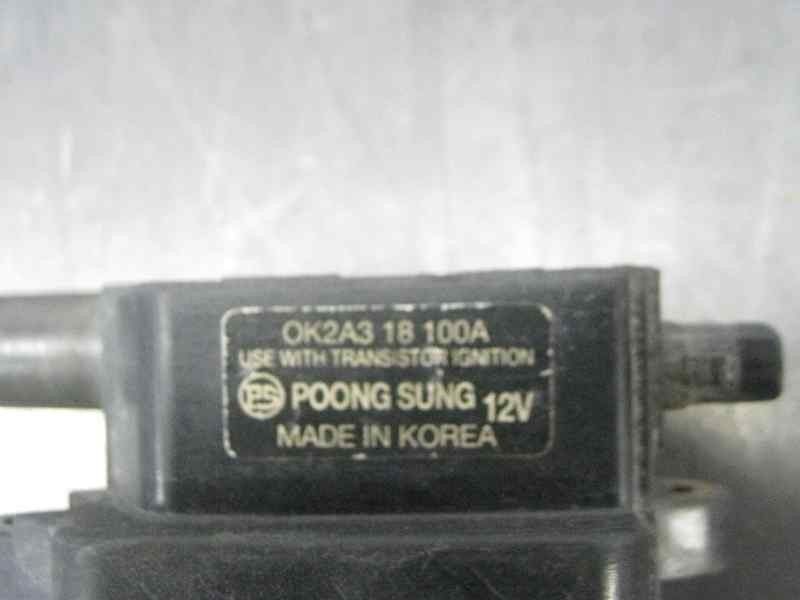 OK2A3 18 100A
USE WITH TRANSISTOR IGNITION
PS POONG SUNG 12V
MADE IN KOREA